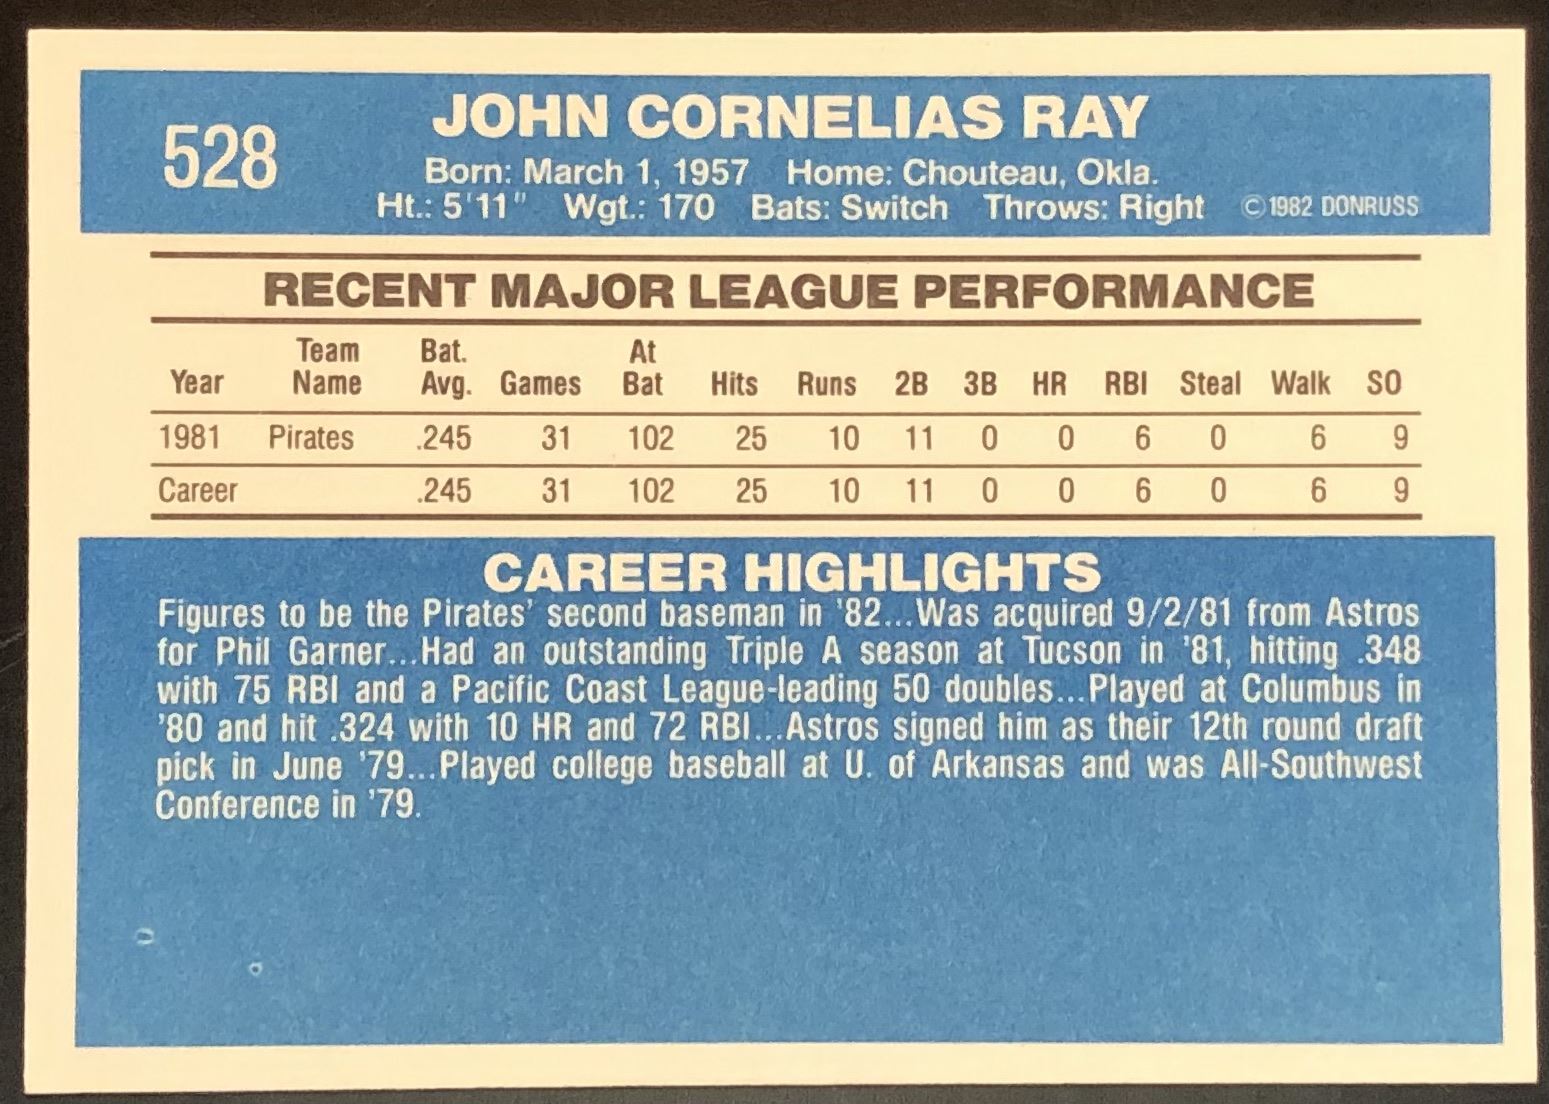 528
JOHN CORNELIAS RAY
Born: March 1, 1957 Home: Chouteau, Okla.
Ht.: 5'11" Wgt.: 170 Bats: Switch Throws: Right ©1982 DONRUSS
RECENT MAJOR LEAGUE PERFORMANCE
Year Team Name Bat. Avg. Games At Bat Hits Runs 2B 3B HR RBI Steal Walk SO
1981 Pirates .245 31 102 25 10 11 0 0 6 0 6 9
Career .245 31 102 25 10 11 0 0 6 0 6 9
CAREER HIGHLIGHTS
Figures to be the Pirates' second baseman in '82...Was acquired 9/2/81 from Astros
for Phil Garner...Had an outstanding Triple A season at Tucson in '81, hitting .348
with 75 RBI and a Pacific Coast League-leading 50 doubles...Played at Columbus in
'80 and hit .324 with 10 HR and 72 RBI...Astros signed him as their 12th round draft
pick in June '79...Played college baseball at U. of Arkansas and was All-Southwest
Conference in '79.